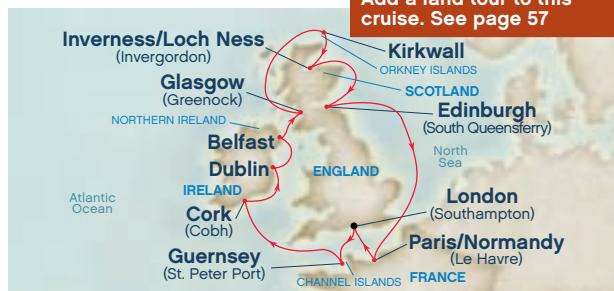 Add a land tour to this
cruise. See page 57
Inverness/Loch Ness
(Invergordon)
Kirkwall
ORKNEY ISLANDS
Glasgow
(Greenock)
SCOTLAND
Edinburgh
(South Queensferry)
NORTHERN IRELAND
Belfast
North
Sea
Dublin
ENGLAND
IRELAND
Atlantic
Ocean
London
(Southampton)
Cork
(Cobh)
Paris/Normandy
(Le Havre)
Guernsey
(St. Peter Port)
CHANNEL ISLANDS
FRANCE